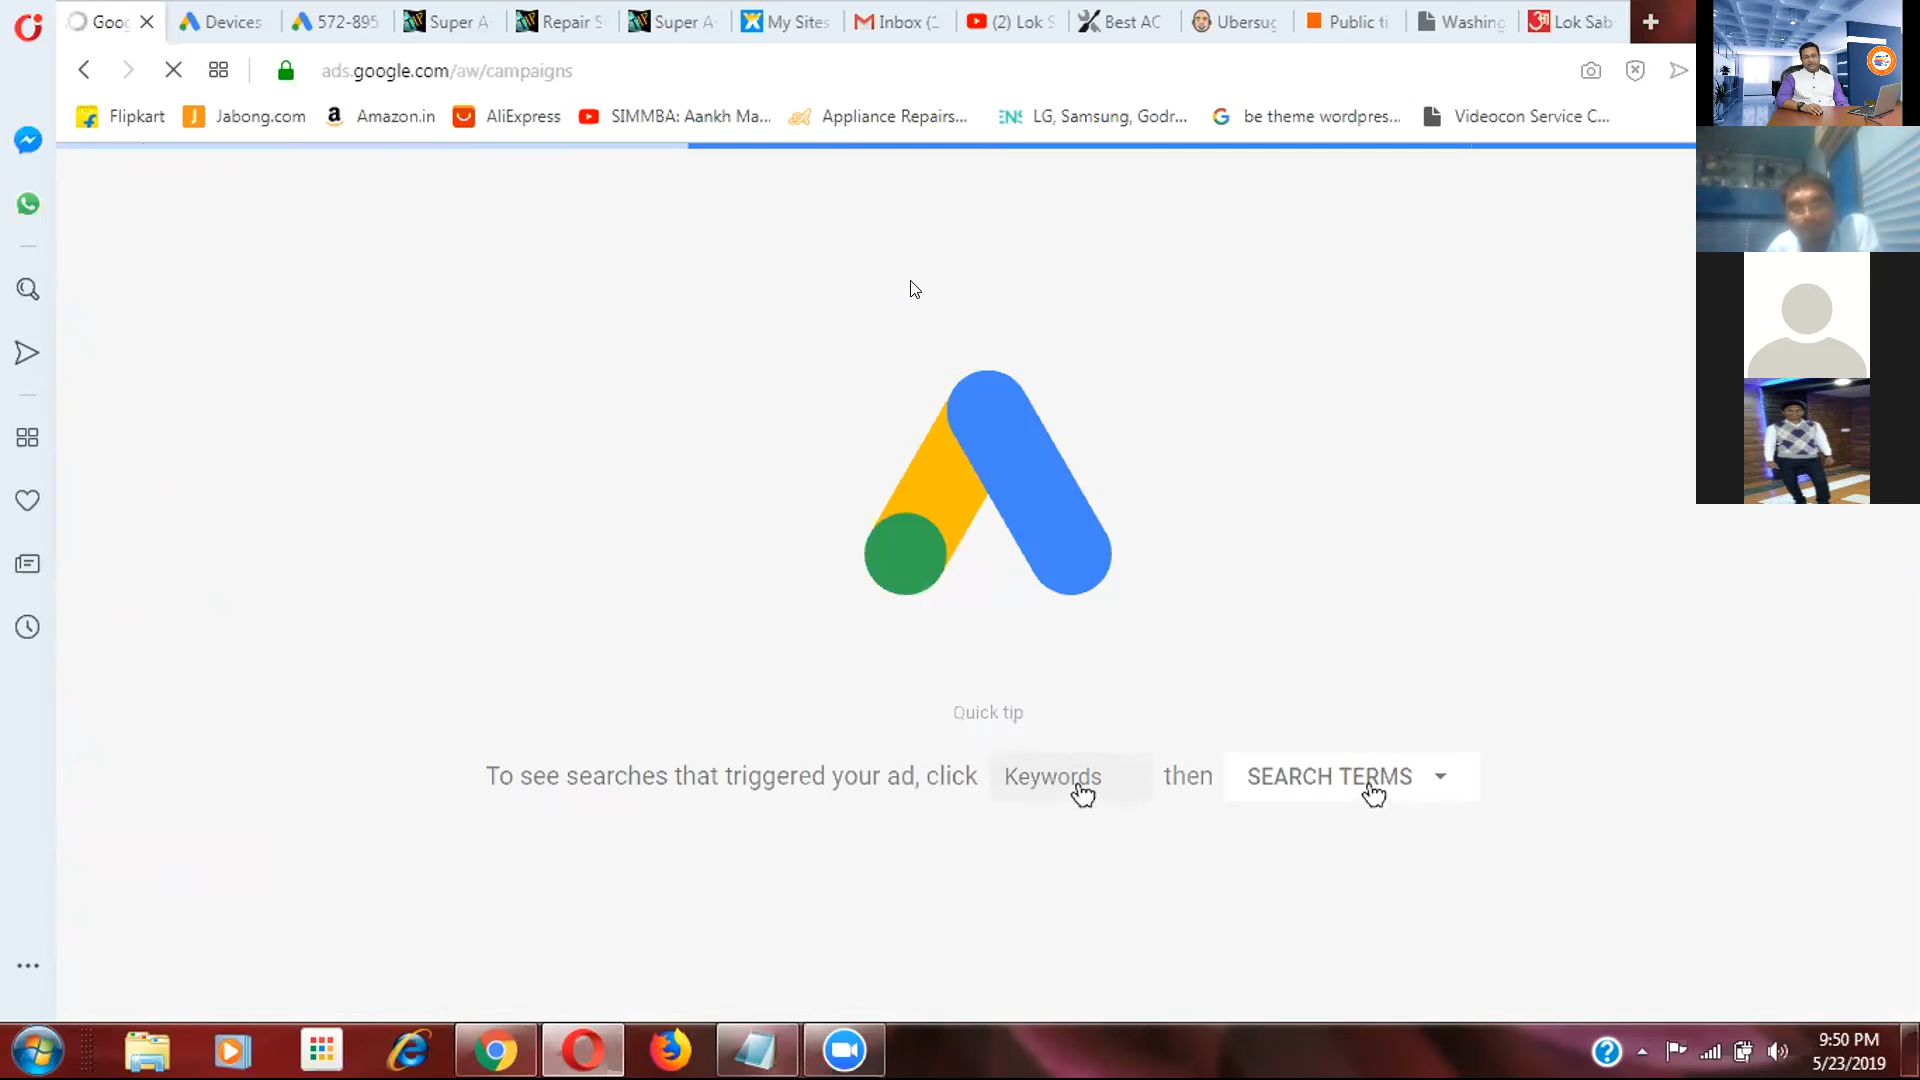 Goog
Devices
572-895
Super A
Repair S
Super A
My Sites
Inbox (1
(2) Lok S
Best AC
Ubersug
Public ti
Washing
Lok Sab
ads.google.com/aw/campaigns
Flipkart
Jabong.com
Amazon.in
AliExpress
SIMMBA: Aankh Ma...
Appliance Repairs...
LG, Samsung, Godr...
be theme wordpres...
Videocon Service C...
Quick tip
To see searches that triggered your ad, click Keywords then SEARCH TERMS
9:50 PM
5/23/2019